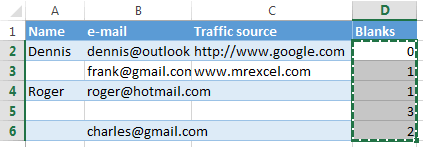 A B C D
1 Name e-mail Traffic source Blanks
2 Dennis dennis@outlook http://www.google.com 0
3 frank@gmail.con www.mrexcel.com 1
4 Roger roger@hotmail.com 1
5 3
6 charles@gmail.com 2